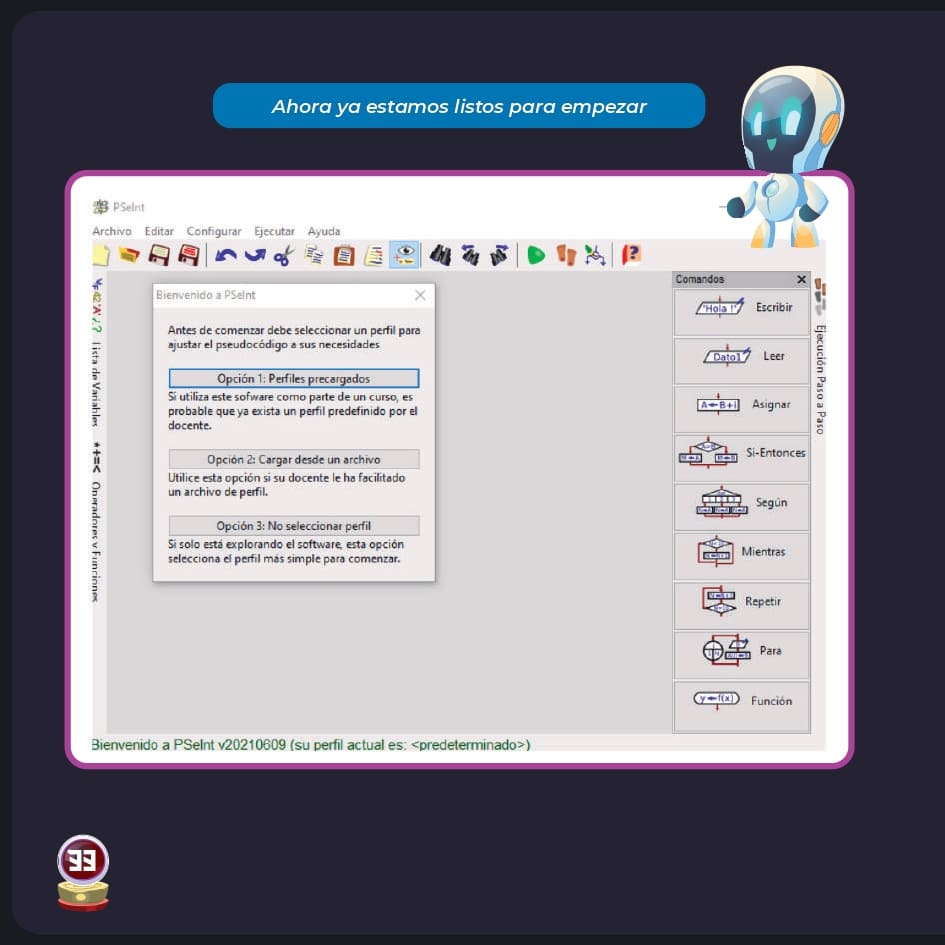 Ahora ya estamos listos para empezar
PSeInt
Archivo Editar Configurar Ejecutar Ayuda
Bienvenido a PSeInt
Antes de comenzar debe seleccionar un perfil para
ajustar el pseudocódigo a sus necesidades
Opción 1: Perfiles precargados
Si utiliza este sofware como parte de un curso, es
probable que ya exista un perfil predefinido por el
docente.
Opción 2: Cargar desde un archivo
Utilice esta opción si su docente le ha facilitado
un archivo de perfil.
Opción 3: No seleccionar perfil
Si solo está explorando el software, esta opción
selecciona el perfil más simple para comenzar.
Lista de Variables
*+=< Operadores y Funciones
Comandos
'Hola !' Escribir
Dato1 Leer
A←B+i Asignar
Si-Entonces
Según
Mientras
Repetir
Para
y←f(x) Función
Ejecución Paso a Paso
Bienvenido a PSeInt v20210609 (su perfil actual es: <predeterminado>)
33